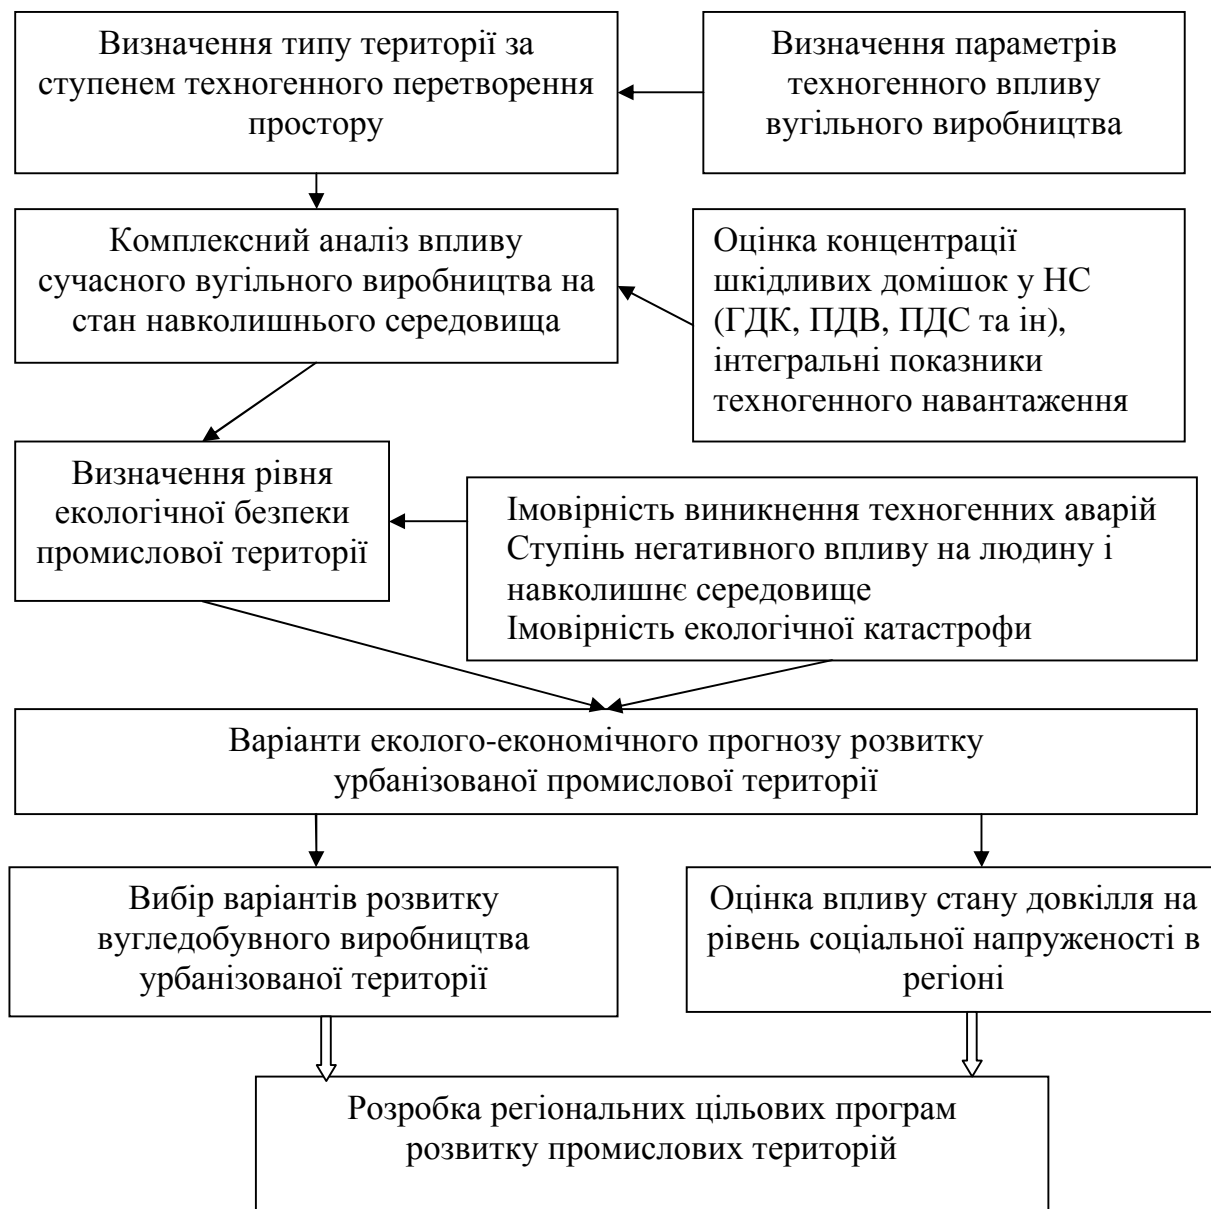 Визначення типу території за
ступенем техногенного перетворення
простору
Визначення параметрів
техногенного впливу
вугільного виробництва
Комплексний аналіз впливу
сучасного вугільного виробництва на
стан навколишнього середовища
Оцінка концентрації
шкідливих домішок у НС
(ГДК, ПДВ, ПДС та ін),
інтегральні показники
техногенного навантаження
Визначення рівня
екологічної безпеки
промислової території
Імовірність виникнення техногенних аварій
Ступінь негативного впливу на людину і
навколишнє середовище
Імовірність екологічної катастрофи
Варіанти еколого-економічного прогнозу розвитку
урбанізованої промислової території
Вибір варіантів розвитку
вугледобувного виробництва
урбанізованої території
Оцінка впливу стану довкілля на
рівень соціальної напруженості в
регіоні
Розробка регіональних цільових програм
розвитку промислових територій